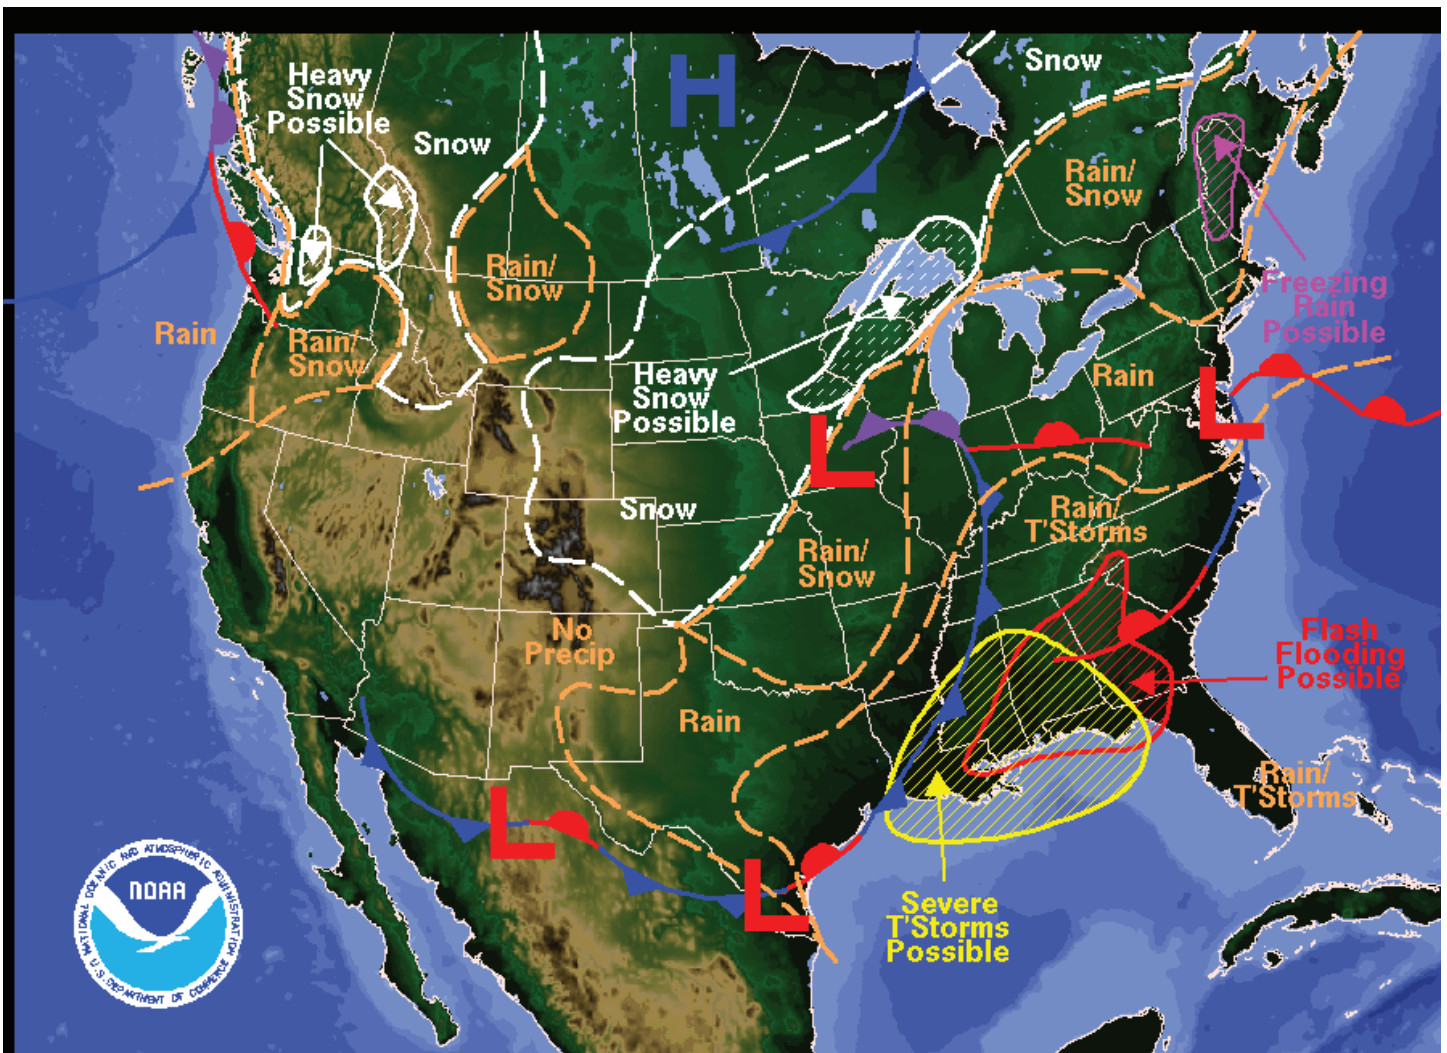 Heavy
Snow
Possible
H
Snow
Snow
Rain/
Snow
Freezing
Rain
Possible
Rain/
Snow
Rain
Rain/
Snow
Heavy
Snow
Possible
Rain
L
L
Snow
Rain/
T'Storms
Rain/
Snow
No
Precip
Flash
Flooding
Possible
Rain
Rain/
T'Storms
L
L
Severe
T'Storms
Possible
NATIONAL OCEANIC AND ATMOSPHERIC ADMINISTRATION
NOAA
U.S. DEPARTMENT OF COMMERCE